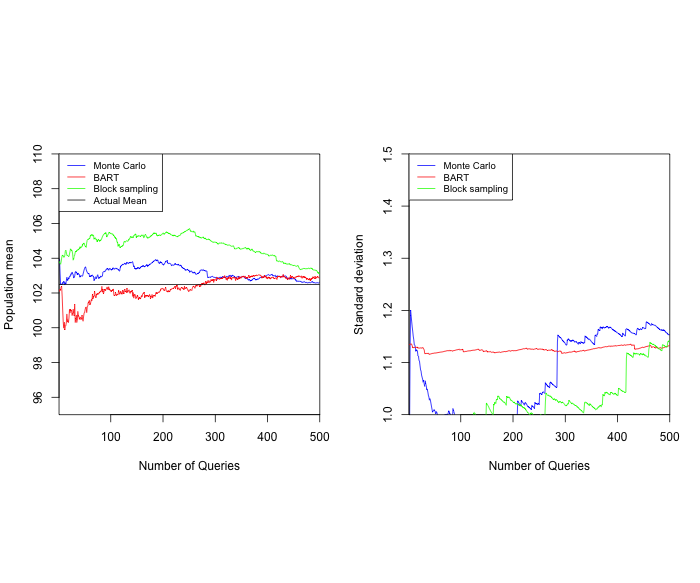 Population mean
96 98 100 102 104 106 108 110
Monte Carlo
BART
Block sampling
Actual Mean
100 200 300 400 500
Number of Queries
Standard deviation
1.0 1.1 1.2 1.3 1.4 1.5
Monte Carlo
BART
Block sampling
100 200 300 400 500
Number of Queries